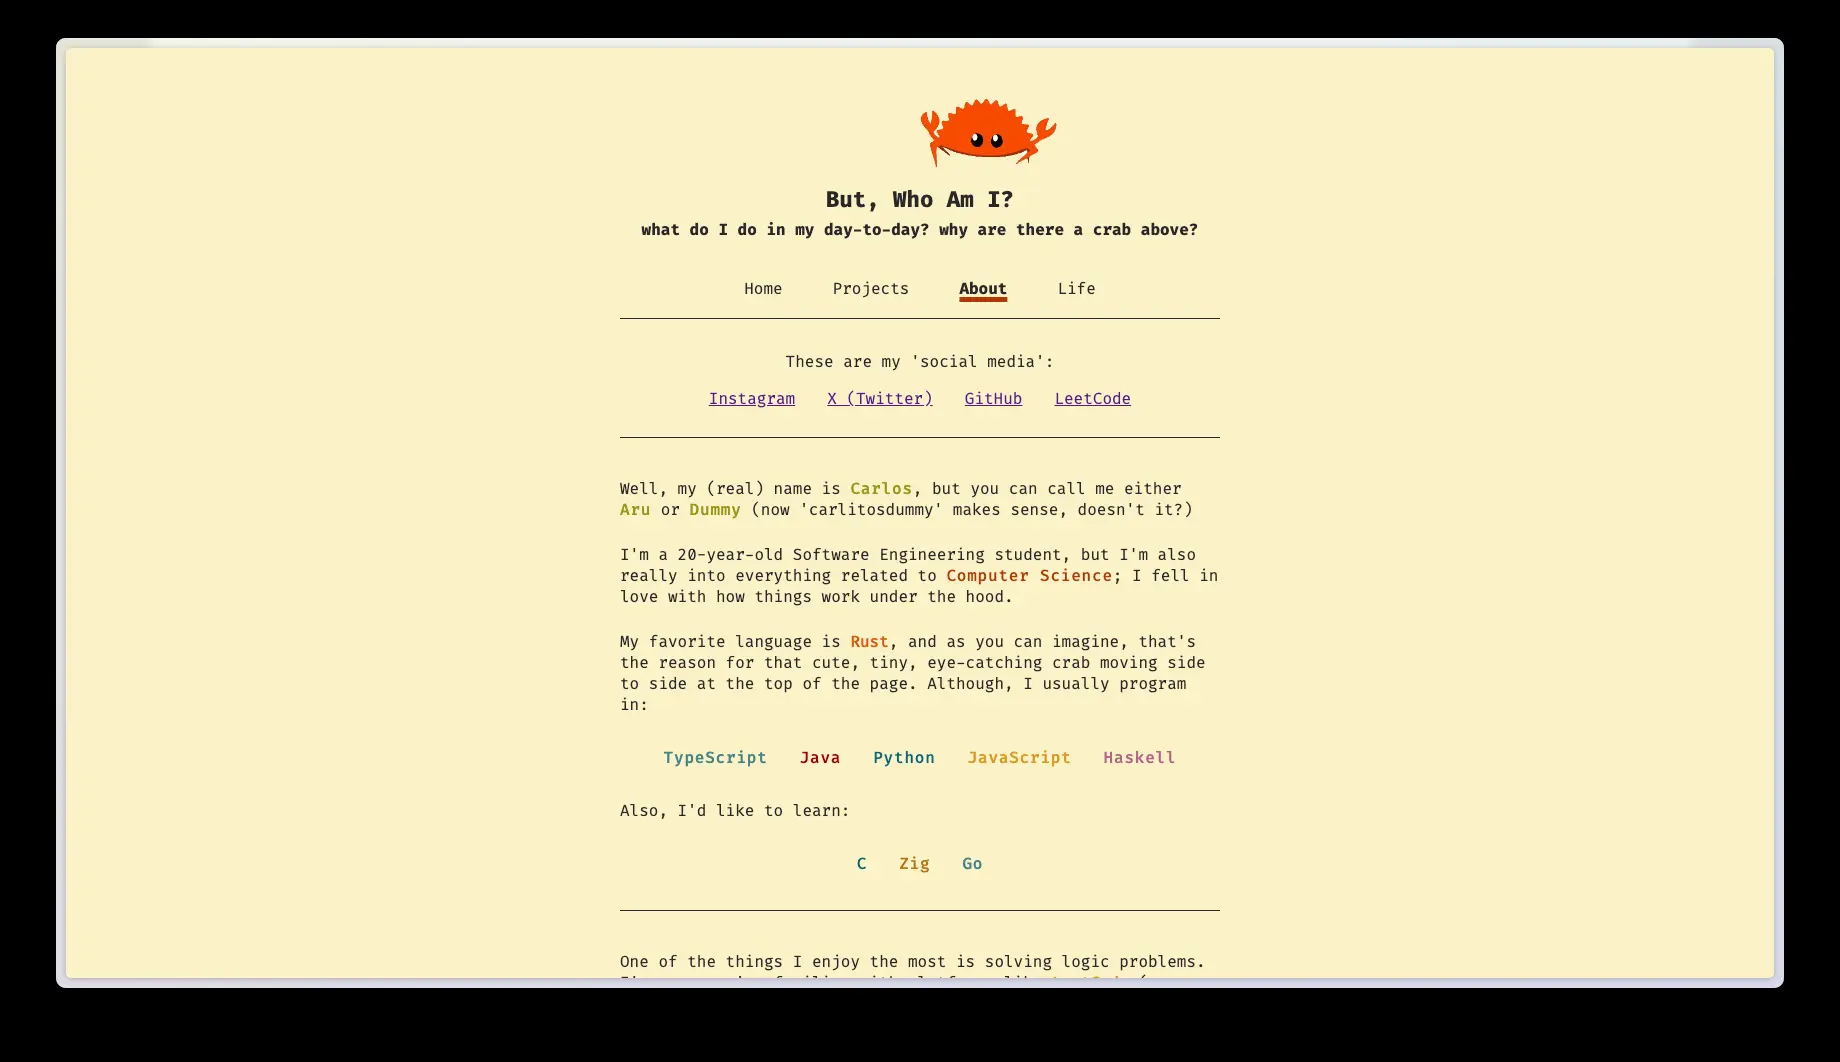 But, Who Am I?
what do I do in my day-to-day? why are there a crab above?
Home Projects About Life
These are my 'social media':
Instagram X (Twitter) GitHub LeetCode
Well, my (real) name is Carlos, but you can call me either
Aru or Dummy (now 'carlitosdummy' makes sense, doesn't it?)
I'm a 20-year-old Software Engineering student, but I'm also
really into everything related to Computer Science; I fell in
love with how things work under the hood.
My favorite language is Rust, and as you can imagine, that's
the reason for that cute, tiny, eye-catching crab moving side
to side at the top of the page. Although, I usually program
in:
TypeScript Java Python JavaScript Haskell
Also, I'd like to learn:
C Zig Go
One of the things I enjoy the most is solving logic problems.